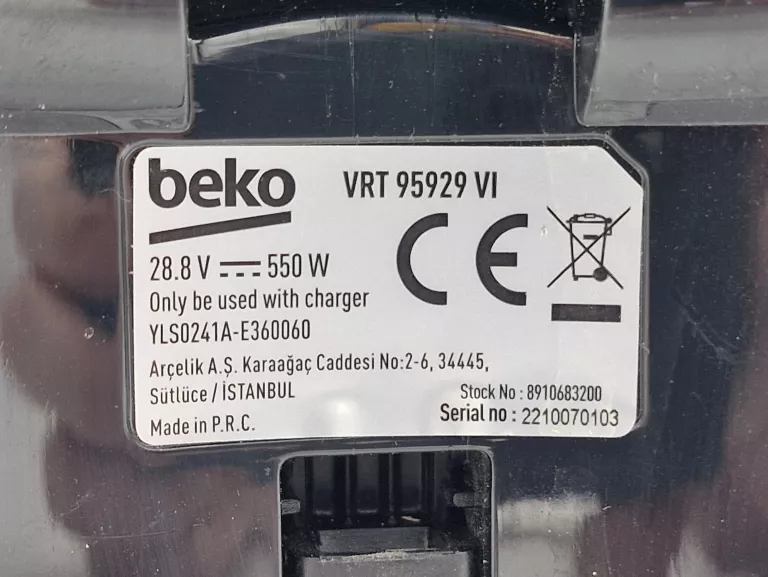 beko
VRT 95929 VI
28.8 V ⎓ 550 W
Only be used with charger
YLS0241A-E360060
Arçelik A.Ş. Karaağaç Caddesi No:2-6, 34445,
Sütlüce / İSTANBUL
Made in P.R.C.
CE
Stock No : 8910683200
Serial no : 2210070103